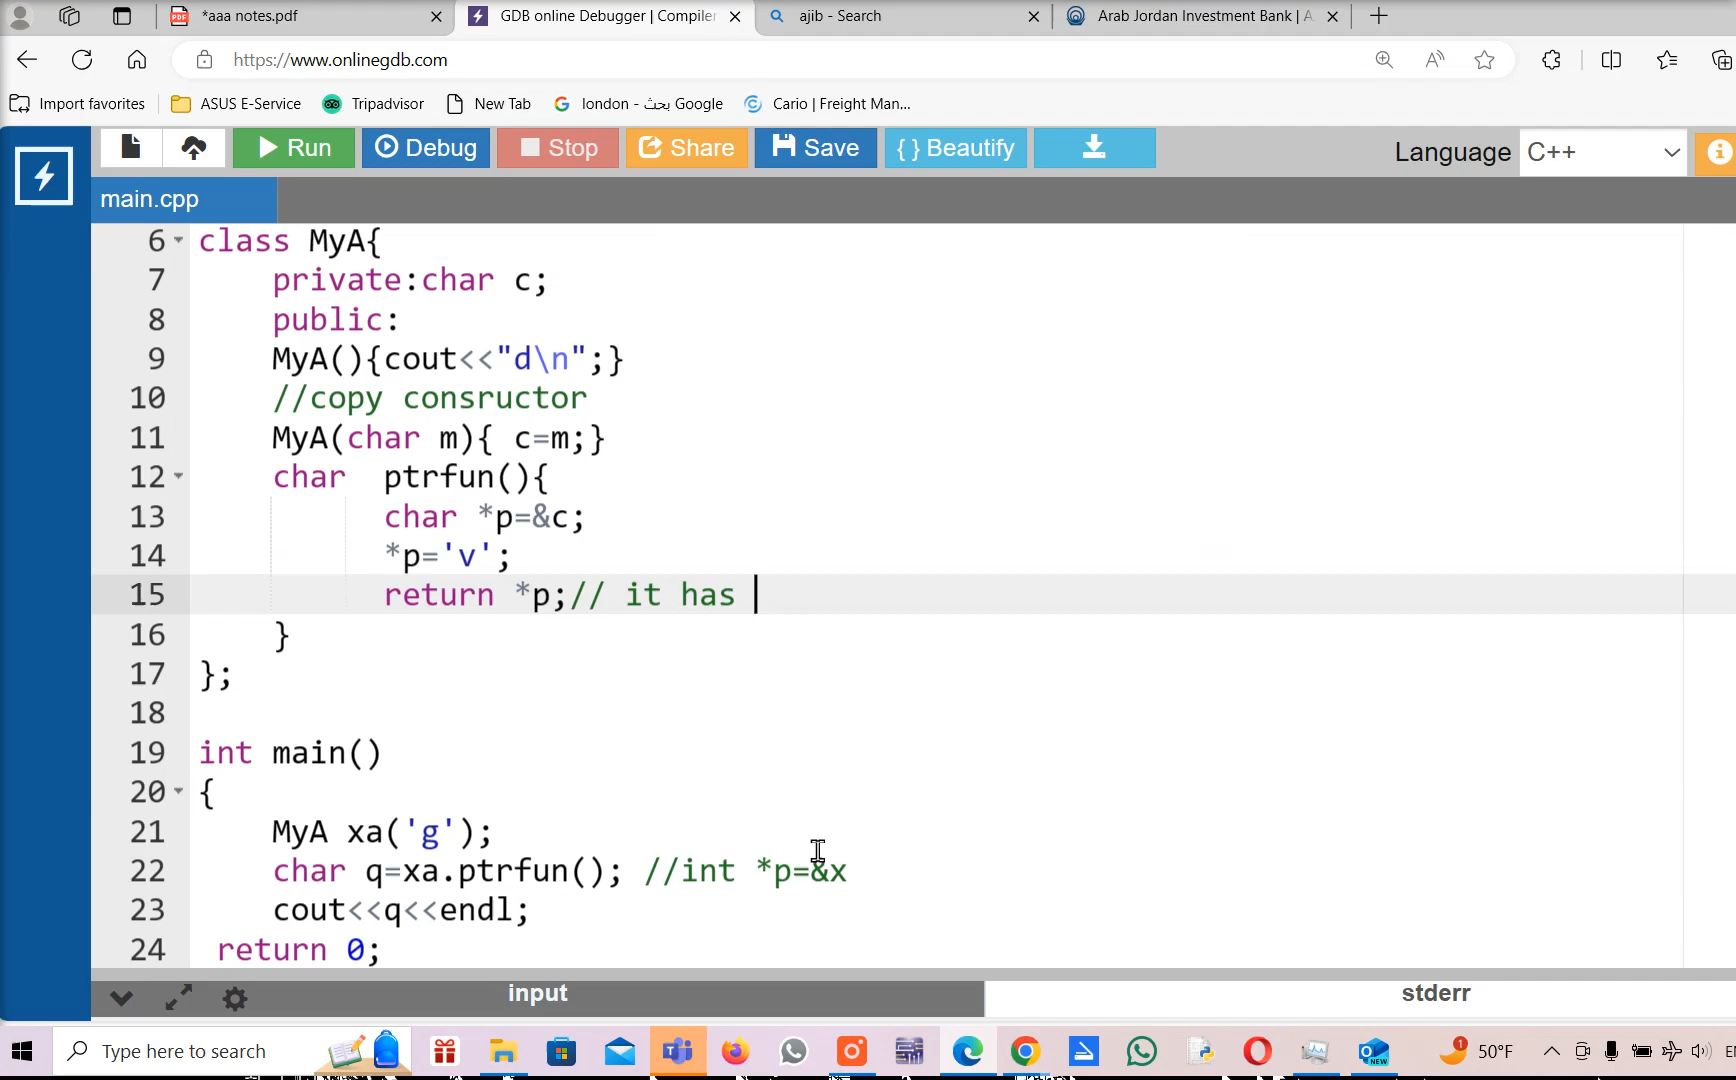 *aaa notes.pdf
GDB online Debugger | Compiler
ajib - Search
Arab Jordan Investment Bank | A
https://www.onlinegdb.com
Import favorites
ASUS E-Service
Tripadvisor
New Tab
london - بحث Google
Cario | Freight Man...
Run
Debug
Stop
Share
Save
{ } Beautify
Language
C++
main.cpp
6 class MyA{
7 private:char c;
8 public:
9 MyA(){cout<<"d\n";}
10 //copy consructor
11 MyA(char m){ c=m;}
12 char  ptrfun(){
13 char *p=&c;
14 *p='v';
15 return *p;// it has
16 }
17 };
18
19 int main()
20 {
21 MyA xa('g');
22 char q=xa.ptrfun(); //int *p=&x
23 cout<<q<<endl;
24 return 0;
input
stderr
Type here to search
NEW
1
50°F